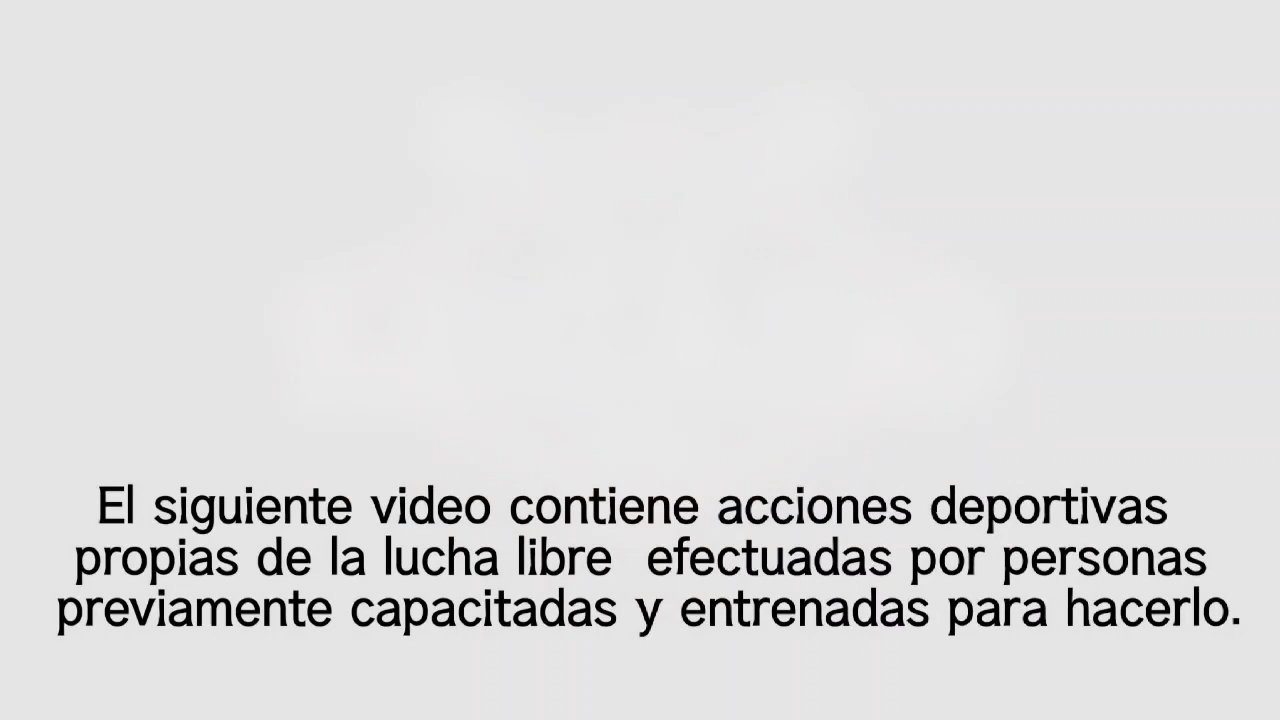 El siguiente video contiene acciones deportivas
propias de la lucha libre  efectuadas por personas
previamente capacitadas y entrenadas para hacerlo.